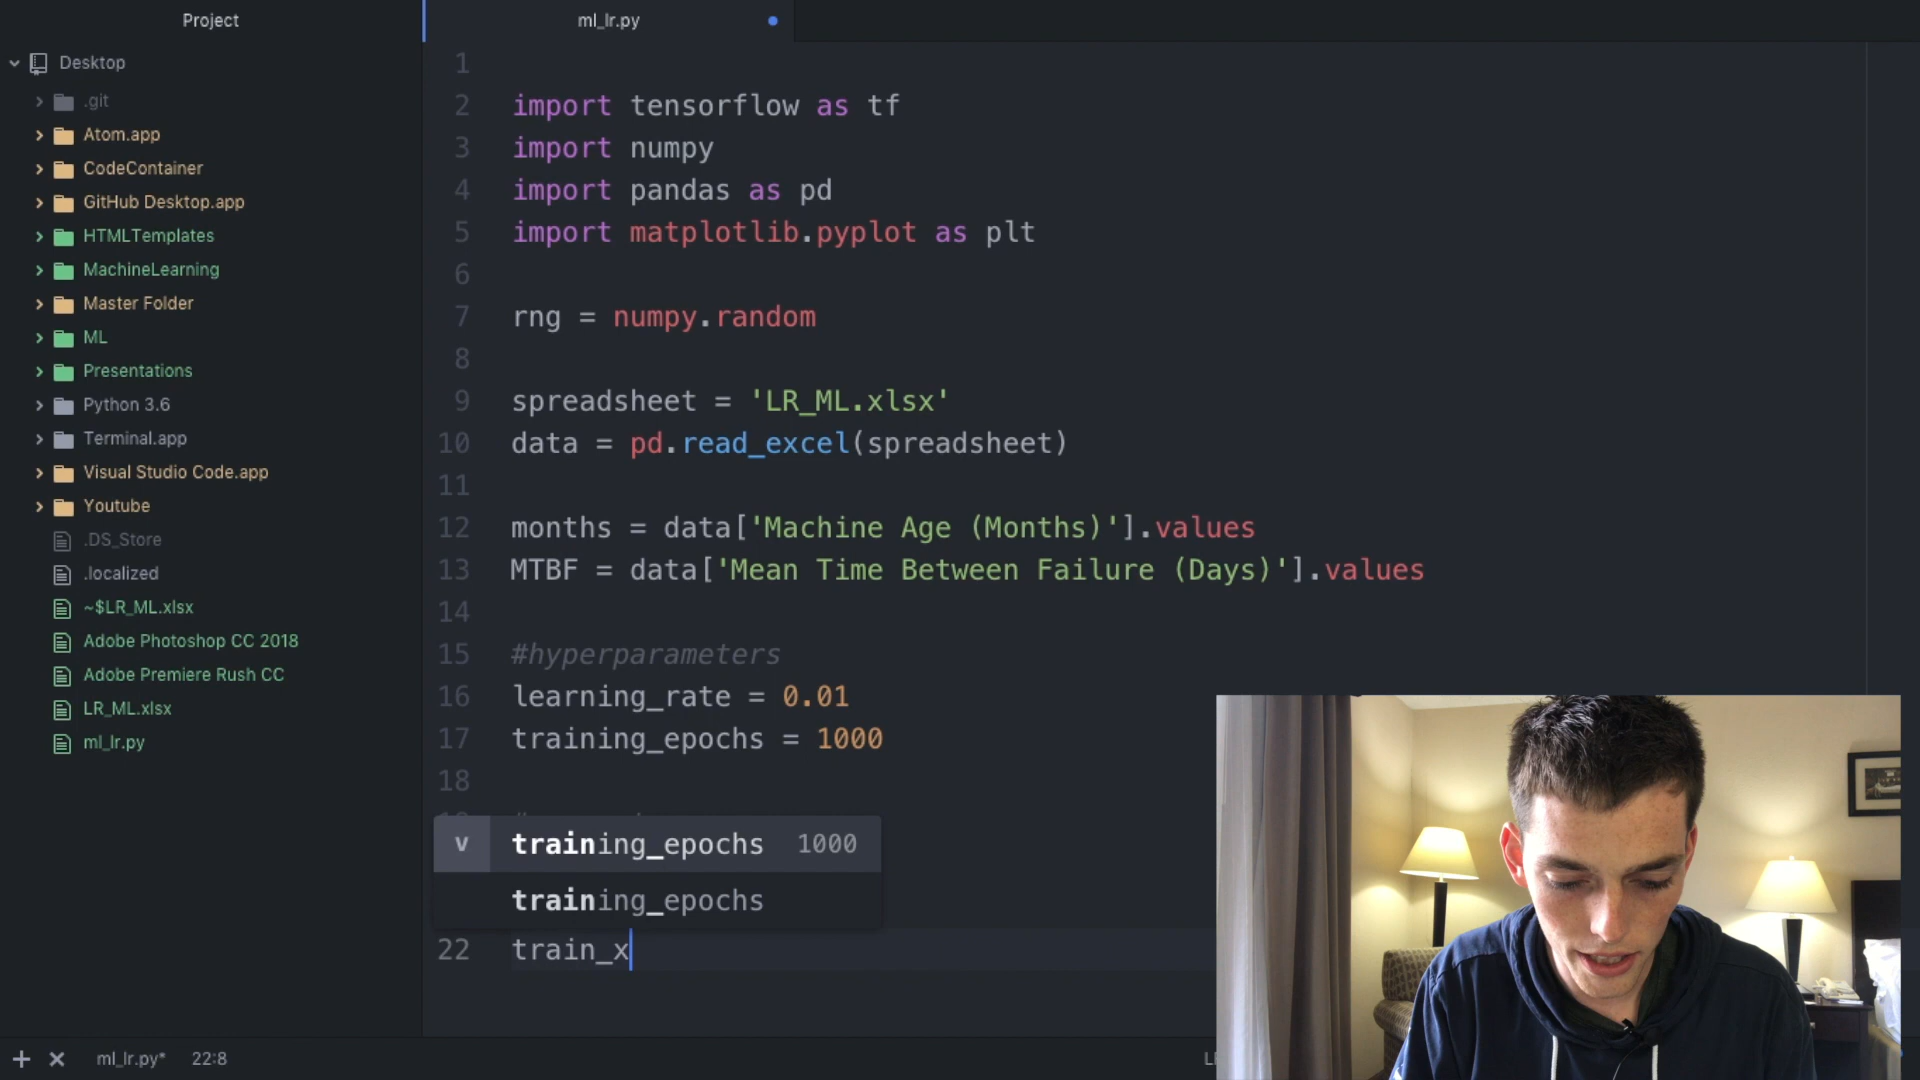 Project
Desktop
.git
Atom.app
CodeContainer
GitHub Desktop.app
HTMLTemplates
MachineLearning
Master Folder
ML
Presentations
Python 3.6
Terminal.app
Visual Studio Code.app
Youtube
.DS_Store
.localized
~$LR_ML.xlsx
Adobe Photoshop CC 2018
Adobe Premiere Rush CC
LR_ML.xlsx
ml_lr.py
ml_lr.py
1
2 import tensorflow as tf
3 import numpy
4 import pandas as pd
5 import matplotlib.pyplot as plt
6
7 rng = numpy.random
8
9 spreadsheet = 'LR_ML.xlsx'
10 data = pd.read_excel(spreadsheet)
11
12 months = data['Machine Age (Months)'].values
13 MTBF = data['Mean Time Between Failure (Days)'].values
14
15 #hyperparameters
16 learning_rate = 0.01
17 training_epochs = 1000
18
v training_epochs 1000
training_epochs
22 train_x
ml_lr.py* 22:8